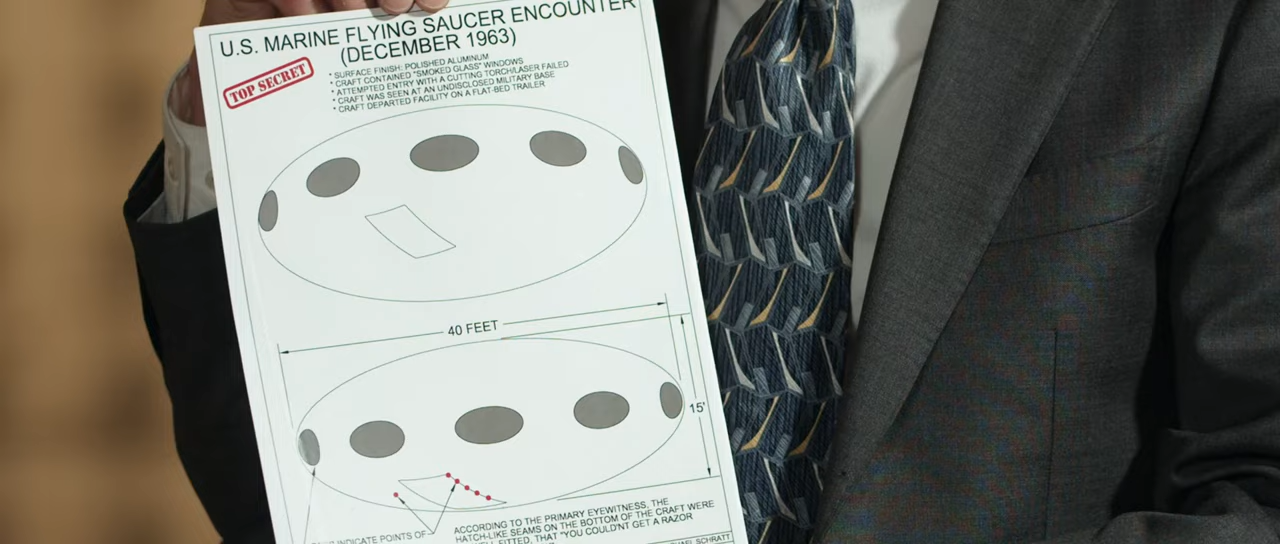 U.S. MARINE FLYING SAUCER ENCOUNTER
(DECEMBER 1963)
TOP SECRET
* SURFACE FINISH: POLISHED ALUMINUM
* CRAFT CONTAINED "SMOKED GLASS" WINDOWS
* ATTEMPTED ENTRY WITH A CUTTING TORCH/LASER FAILED
* CRAFT WAS SEEN AT AN UNDISCLOSED MILITARY BASE
* CRAFT DEPARTED FACILITY ON A FLAT-BED TRAILER
40 FEET
15'
INDICATE POINTS OF
ACCORDING TO THE PRIMARY EYEWITNESS, THE
HATCH-LIKE SEAMS ON THE BOTTOM OF THE CRAFT WERE
FITTED, THAT "YOU COULDN'T GET A RAZOR
SCHRATT